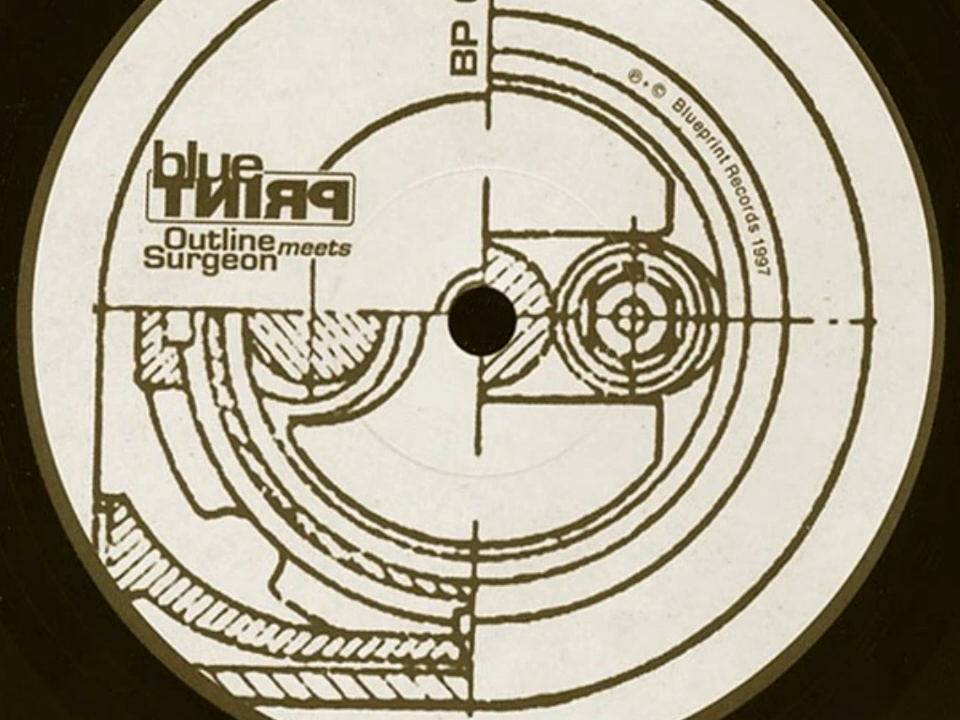 BP
℗ · © Blueprint Records 1997
blue
PRINT
Outline meets
Surgeon